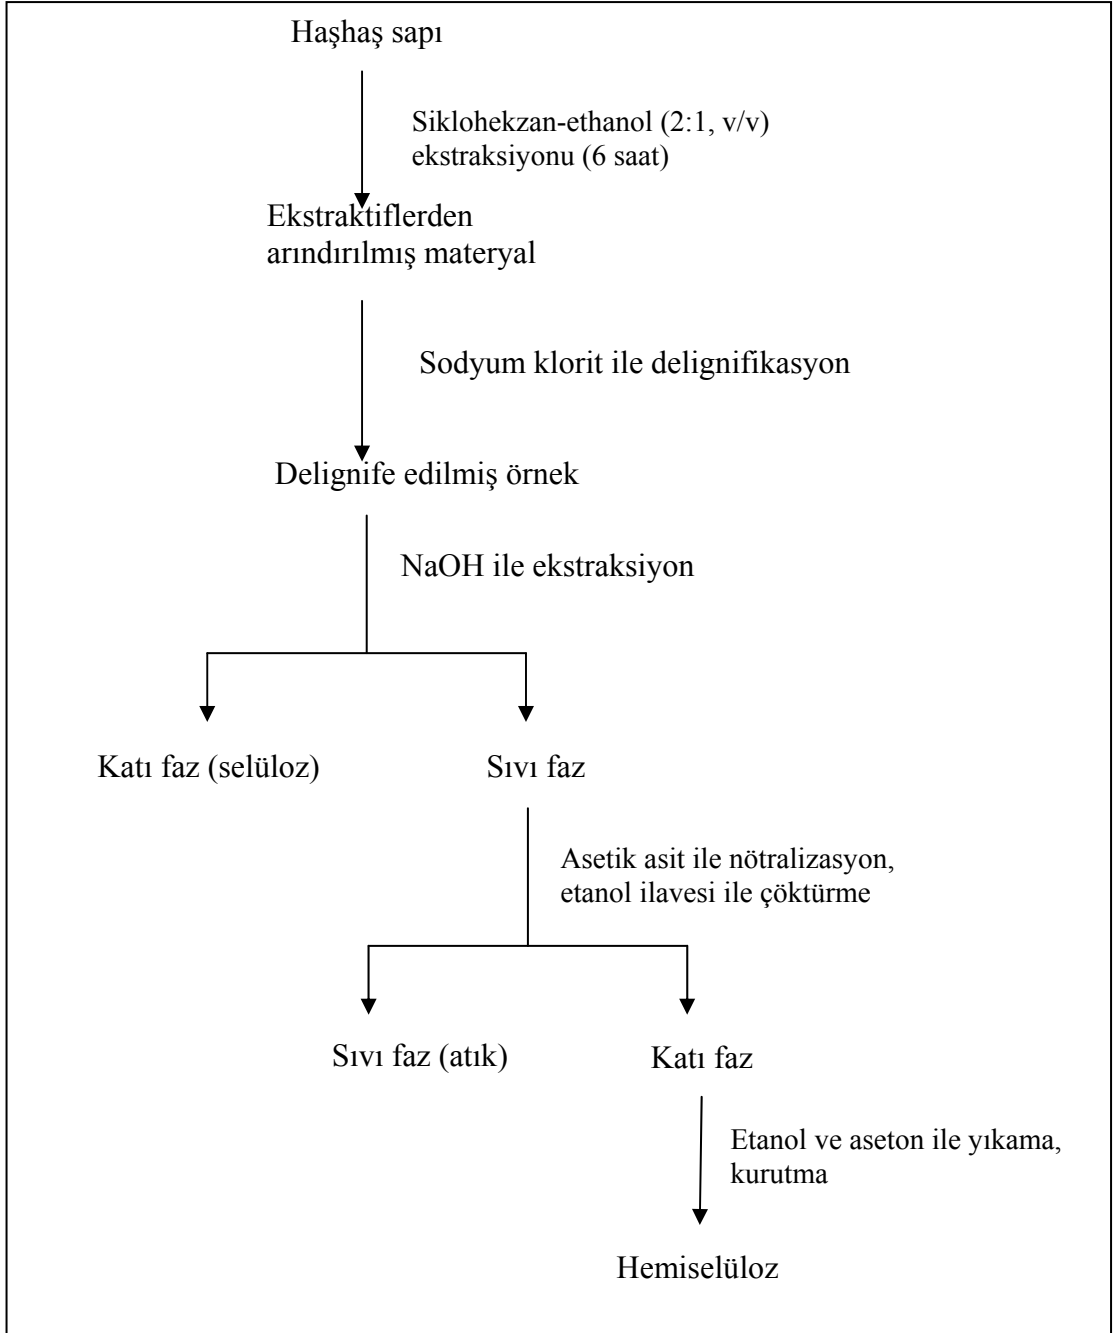 Haşhaş sapı
Siklohekzan-ethanol (2:1, v/v)
ekstraksiyonu (6 saat)
Ekstraktiflerden
arındırılmış materyal
Sodyum klorit ile delignifikasyon
Delignife edilmiş örnek
NaOH ile ekstraksiyon
Katı faz (selüloz)
Sıvı faz
Asetik asit ile nötralizasyon,
etanol ilavesi ile çöktürme
Sıvı faz (atık)
Katı faz
Etanol ve aseton ile yıkama,
kurutma
Hemiselüloz